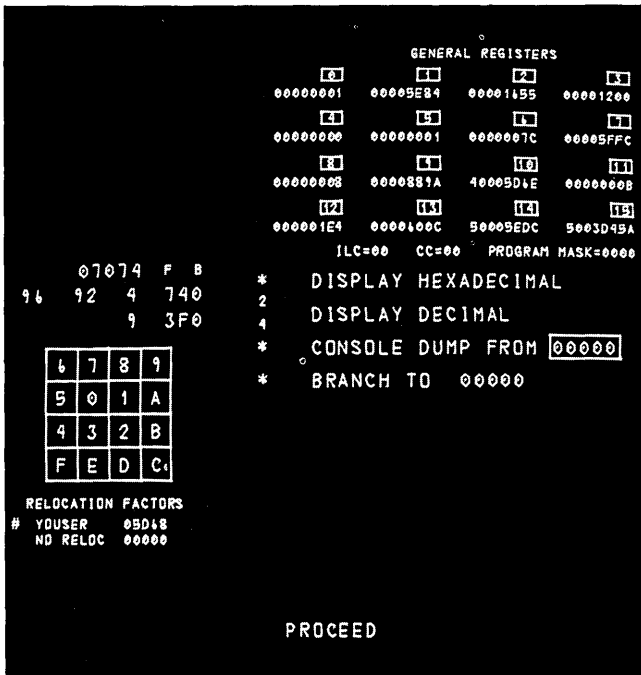 GENERAL REGISTERS
0 1 2 3
00000001 00005E84 00001655 00001200
4 5 6 7
00000000 00000001 0000007C 00005FFC
8 9 10 11
00000008 0000889A 40005D6E 0000000B
12 13 14 15
000001E4 0000600C 50005EDC 5003D45A
ILC=00 CC=00 PROGRAM MASK=0000
07074 F B
96 92 4 740
9 3F0
* DISPLAY HEXADECIMAL
2
4 DISPLAY DECIMAL
* CONSOLE DUMP FROM 00000
* BRANCH TO 00000
6 7 8 9
5 0 1 A
4 3 2 B
F E D C
RELOCATION FACTORS
# YOUSER 05D68
NO RELOC 00000
PROCEED